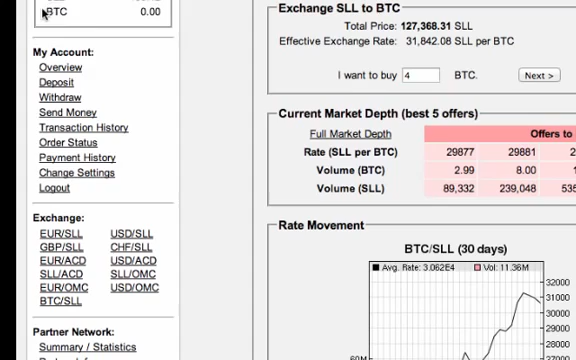 BTC 0.00
My Account:
Overview
Deposit
Withdraw
Send Money
Transaction History
Order Status
Payment History
Change Settings
Logout
Exchange:
EUR/SLL USD/SLL
GBP/SLL CHF/SLL
EUR/ACD USD/ACD
SLL/ACD SLL/OMC
EUR/OMC USD/OMC
BTC/SLL
Partner Network:
Summary / Statistics
Exchange SLL to BTC
Total Price: 127,368.31 SLL
Effective Exchange Rate: 31,842.08 SLL per BTC
I want to buy 4 BTC. Next >
Current Market Depth (best 5 offers)
Full Market Depth Offers to
Rate (SLL per BTC) 29877 29881 2
Volume (BTC) 2.99 8.00 1
Volume (SLL) 89,332 239,048 535
Rate Movement
BTC/SLL (30 days)
Avg. Rate: 3.062E4 Vol: 11.36M
32000
31000
30000
29000
28000
60M 27000